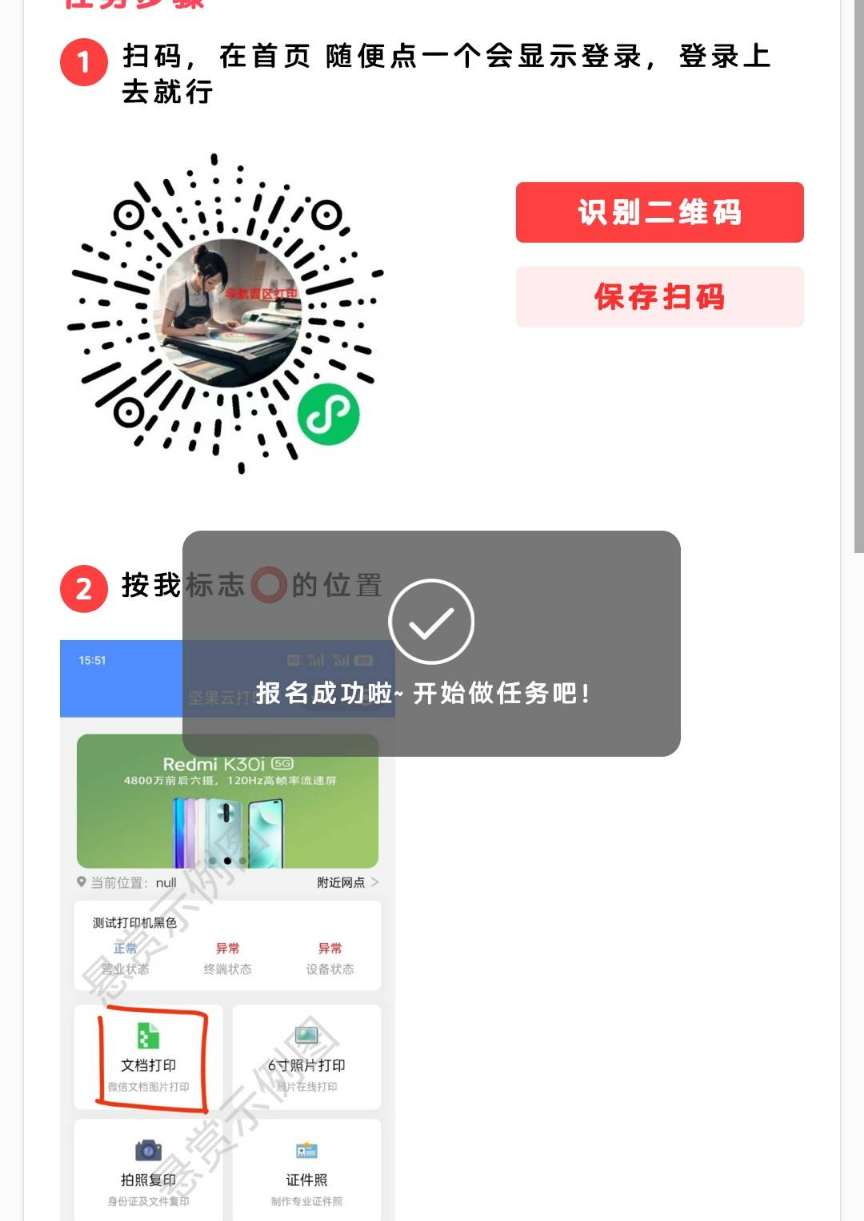 任务步骤
1
扫码，在首页 随便点一个会显示登录，登录上
去就行
识别二维码
保存扫码
2 按我标志⭕的位置
15:51
坚果云打
报名成功啦~ 开始做任务吧！
Redmi K30i 5G
4800万前后六摄，120Hz高帧率流速屏
当前位置：null
附近网点 >
测试打印机黑色
正常 异常 异常
营业状态 终端状态 设备状态
文档打印 6寸照片打印
微信文档图片打印 照片在线打印
拍照复印 证件照
身份证及文件复印 制作专业证件照
悬赏示例图
悬赏示例图